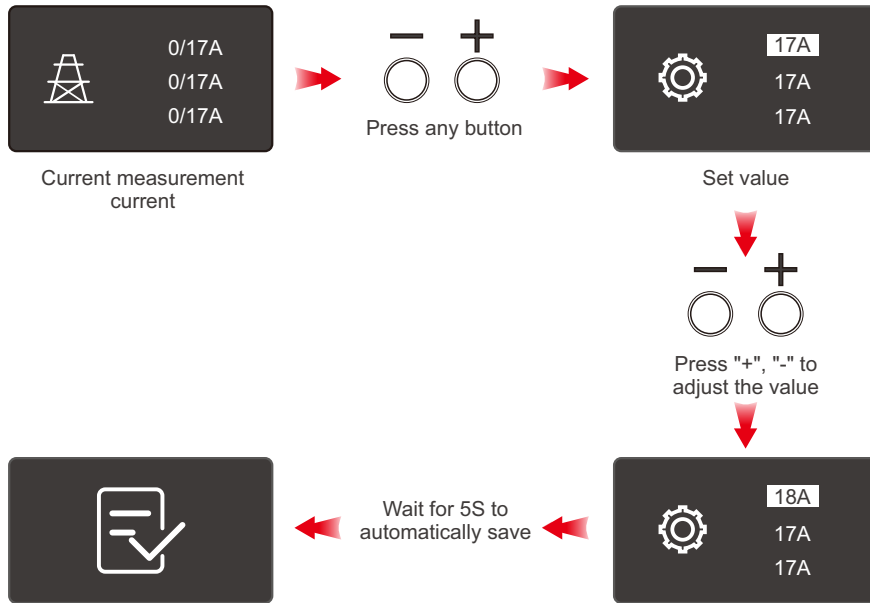 0/17A
0/17A
0/17A
Current measurement
current
− +
Press any button
17A
17A
17A
Set value
− +
Press "+", "-" to
adjust the value
18A
17A
17A
Wait for 5S to
automatically save